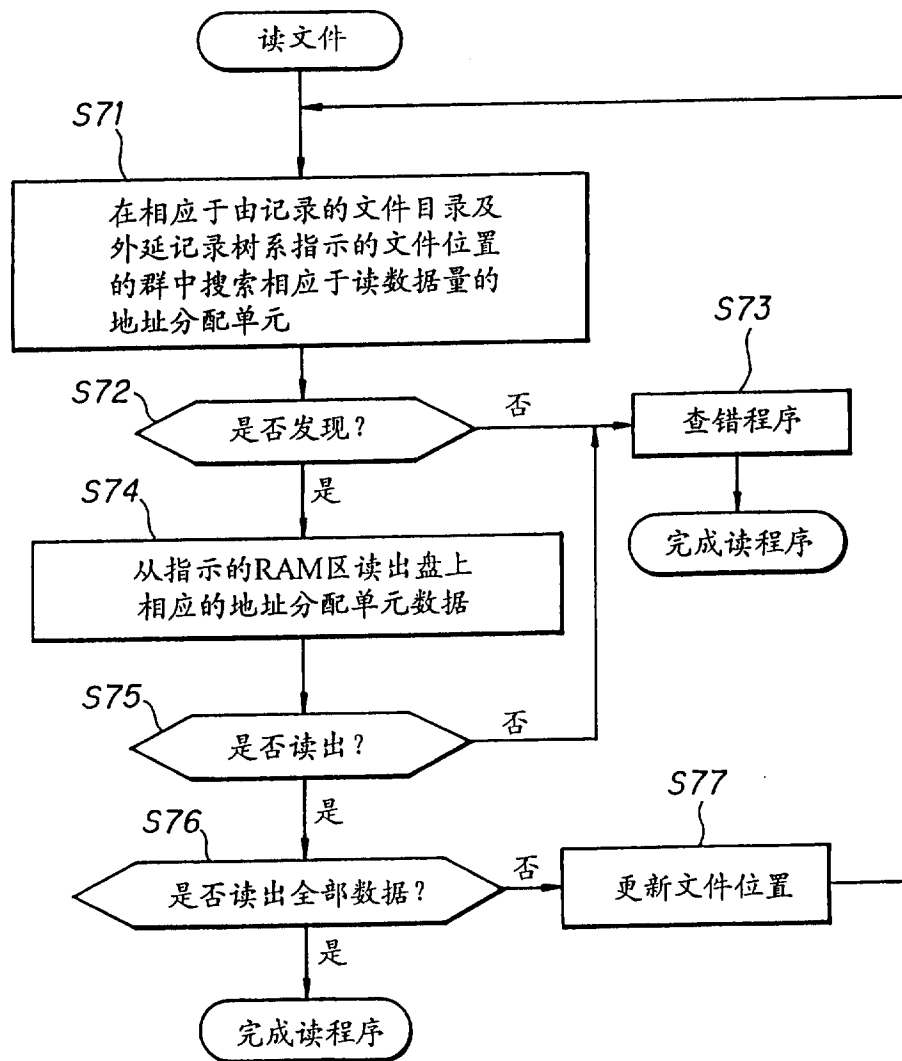 读文件
S71
在相应于由记录的文件目录及
外延记录树系指示的文件位置
的群中搜索相应于读数据量的
地址分配单元
S72
是否发现？
否
S73
查错程序
完成读程序
是
S74
从指示的RAM区读出盘上
相应的地址分配单元数据
S75
是否读出？
否
是
S76
是否读出全部数据？
否
S77
更新文件位置
是
完成读程序